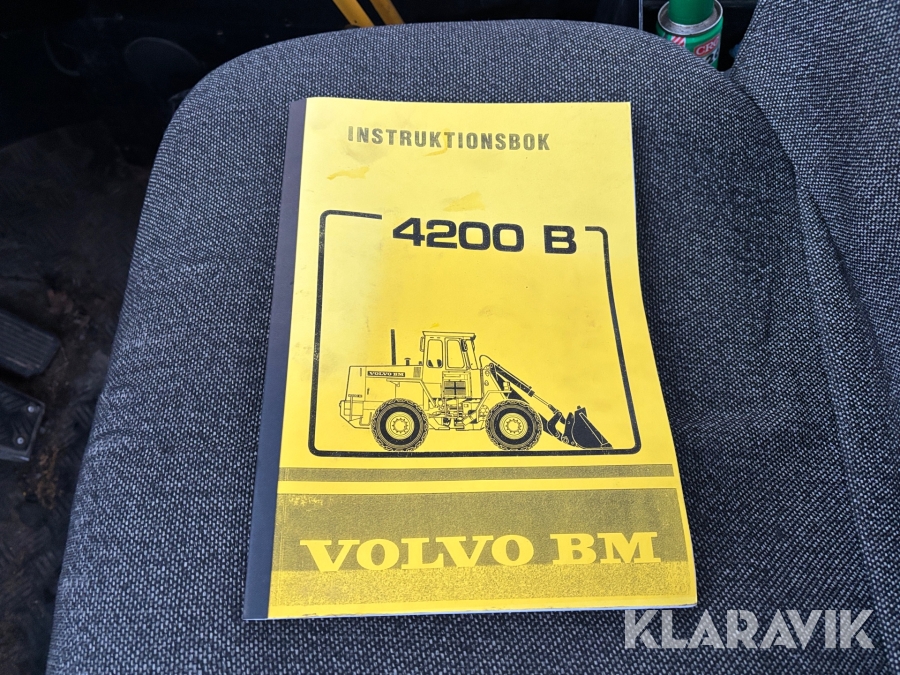 INSTRUKTIONSBOK
4200 B
VOLVO BM
VOLVO BM
KLARAVIK